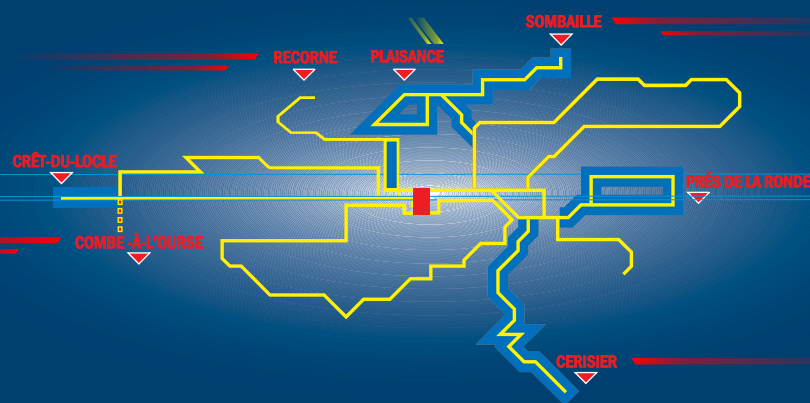 SOMBAILLE
RECORNE
PLAISANCE
CRÊT-DU-LOCLE
PRÉS DE LA RONDE
COMBE -À-L'OURSE
CERISIER